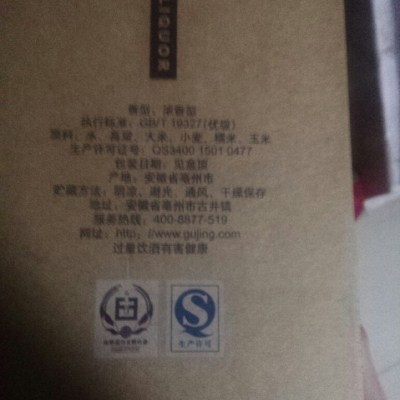 LIQUOR
香型：浓香型
执行标准：GB/T 19327(优级)
原料：水、高粱、大米、小麦、糯米、玉米
生产许可证号：QS3400 1501 0477
包装日期：见盒顶
产地：安徽省亳州市
贮藏方法：阴凉、避光、通风、干燥保存
地址：安徽省亳州市古井镇
服务热线：400-8877-519
网址：http://www.gujing.com
过量饮酒有害健康
QS
生产许可